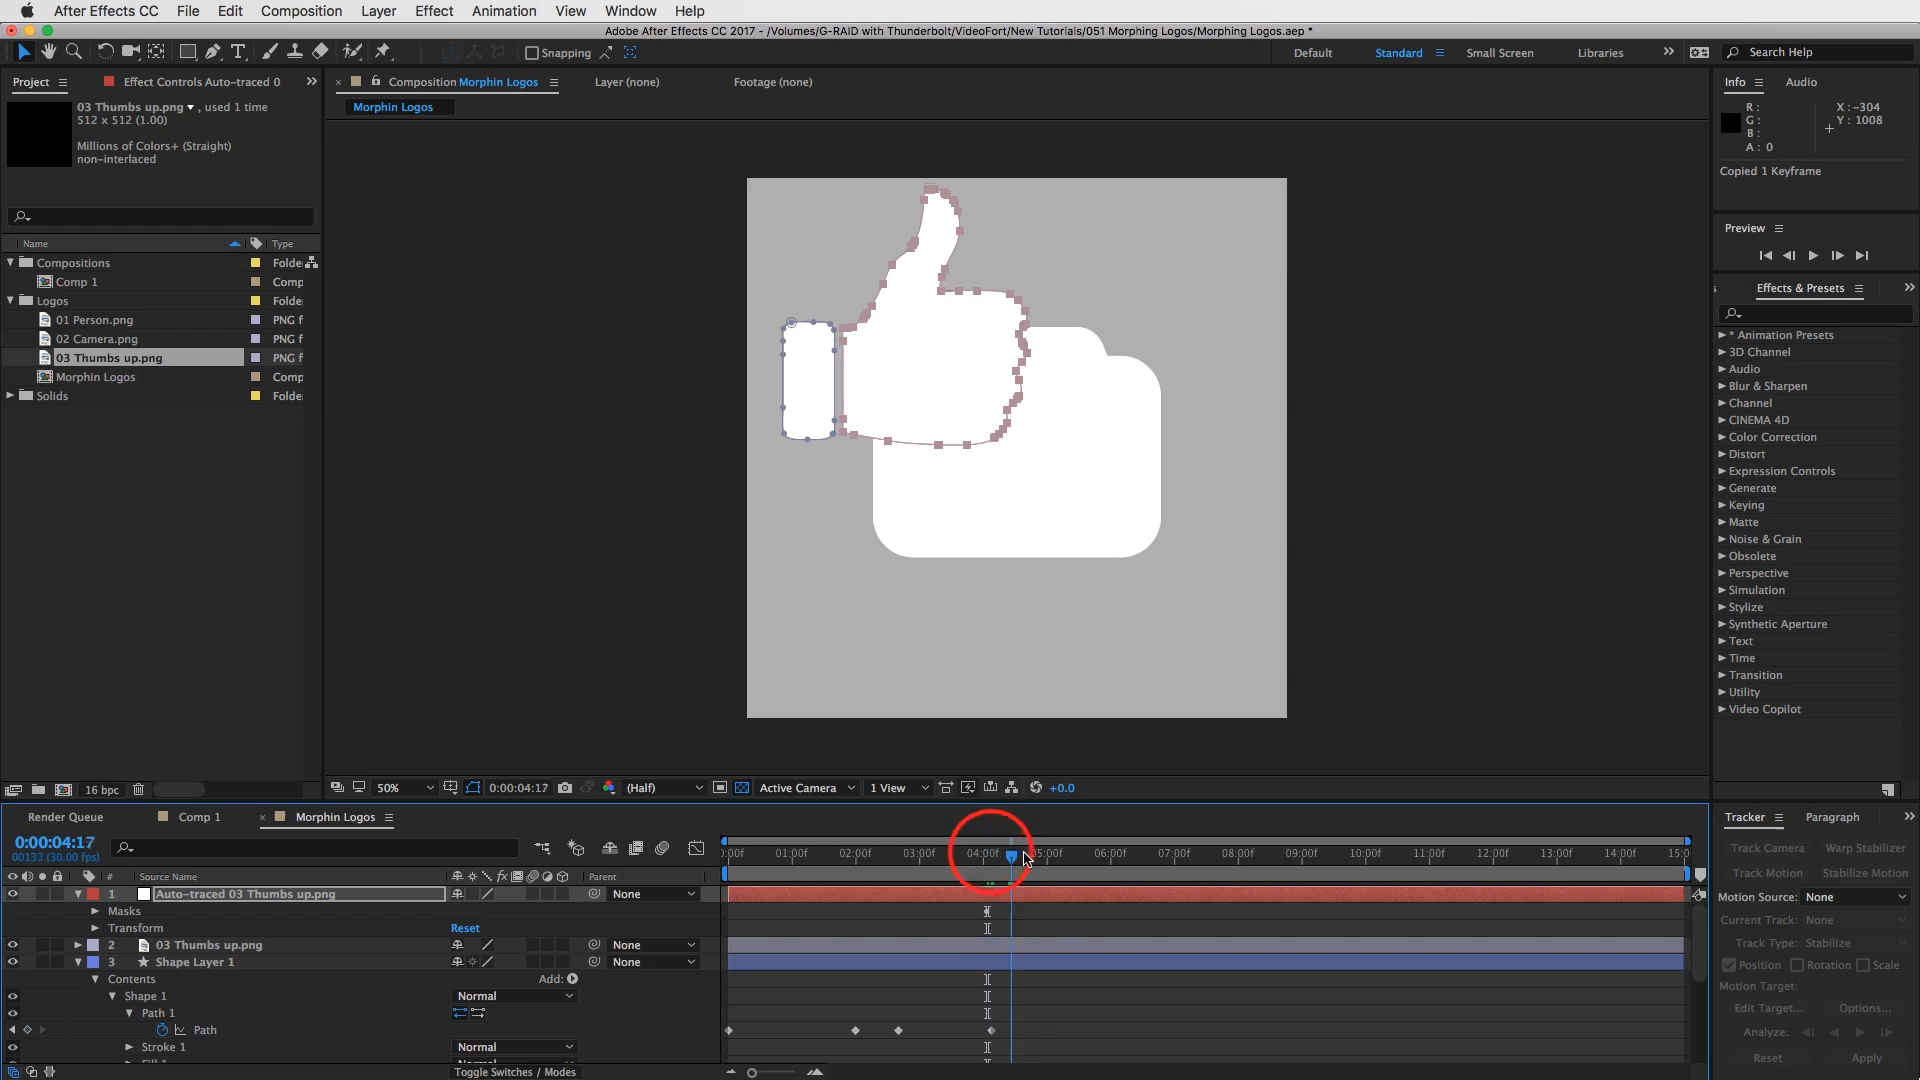 After Effects CC File Edit Composition Layer Effect Animation View Window Help
Adobe After Effects CC 2017 - /Volumes/G-RAID with Thunderbolt/VideoFort/New Tutorials/051 Morphing Logos/Morphing Logos.aep *
Snapping Default Standard Small Screen Libraries Search Help
Project Effect Controls Auto-traced 0 Composition Morphin Logos Layer (none) Footage (none) Info Audio
Morphin Logos
03 Thumbs up.png , used 1 time
512 x 512 (1.00)
Millions of Colors+ (Straight)
non-interlaced
R :
G :
B :
A : 0
X : -304
Y : 1008
Copied 1 Keyframe
Preview
Name Type
Compositions Folde
Comp 1 Comp
Logos Folde
01 Person.png PNG f
02 Camera.png PNG f
03 Thumbs up.png PNG f
Morphin Logos Comp
Solids Folde
Effects & Presets
* Animation Presets
3D Channel
Audio
Blur & Sharpen
Channel
CINEMA 4D
Color Correction
Distort
Expression Controls
Generate
Keying
Matte
Noise & Grain
Obsolete
Perspective
Simulation
Stylize
Synthetic Aperture
Text
Time
Transition
Utility
Video Copilot
16 bpc
50% 0:00:04:17 (Half) Active Camera 1 View +0.0
Render Queue Comp 1 Morphin Logos
0:00:04:17
00132 (30.00 fps)
:00f 01:00f 02:00f 03:00f 04:00f 05:00f 06:00f 07:00f 08:00f 09:00f 10:00f 11:00f 12:00f 13:00f 14:00f 15:0
# Source Name fx Parent
1 Auto-traced 03 Thumbs up.png None
Masks
Transform Reset
2 03 Thumbs up.png None
3 Shape Layer 1 None
Contents Add:
Shape 1 Normal
Path 1
Path
Stroke 1 Normal
Toggle Switches / Modes
Tracker Paragraph
Track Camera Warp Stabilizer
Track Motion Stabilize Motion
Motion Source: None
Current Track: None
Track Type: Stabilize
Position Rotation Scale
Motion Target:
Edit Target... Options...
Analyze:
Reset Apply